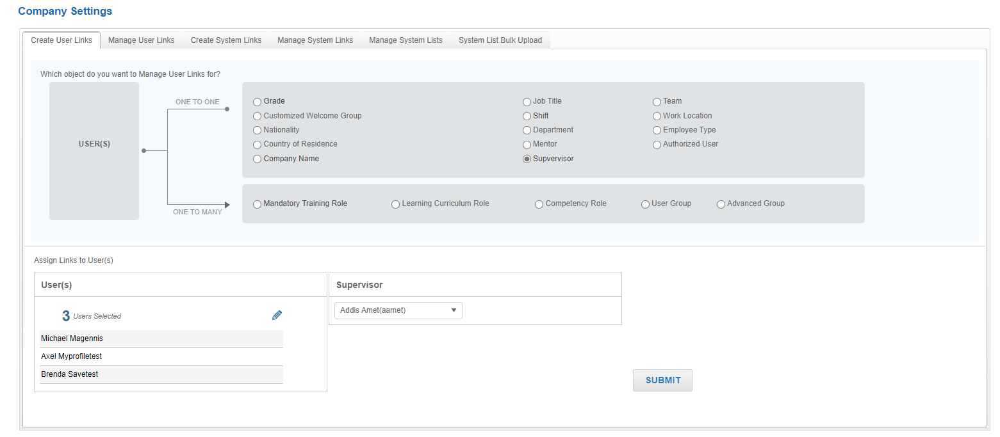 Company Settings
Create User Links Manage User Links Create System Links Manage System Links Manage System Lists System List Bulk Upload
Which object do you want to Manage User Links for?
USER(S)
ONE TO ONE
Grade Job Title Team
Customized Welcome Group Shift Work Location
Nationality Department Employee Type
Country of Residence Mentor Authorized User
Company Name Supvervisor
ONE TO MANY
Mandatory Training Role Learning Curriculum Role Competency Role User Group Advanced Group
Assign Links to User(s)
User(s) Supervisor
3 Users Selected Addis Amet(aamet)
Michael Magennis
Axel Myprofiletest
Brenda Savetest
SUBMIT